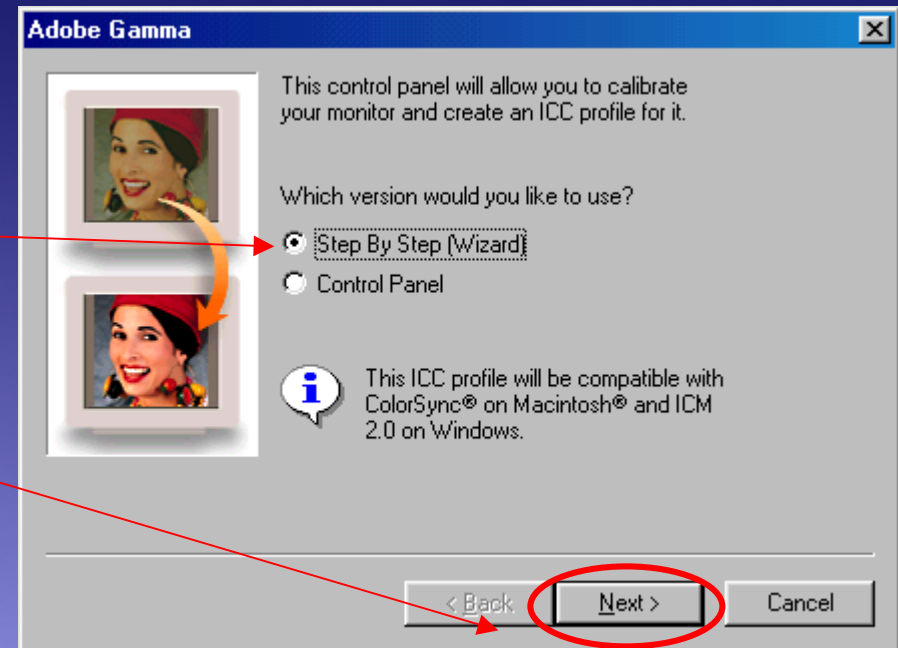 Adobe Gamma
This control panel will allow you to calibrate
your monitor and create an ICC profile for it.
Which version would you like to use?
Step By Step (Wizard)
Control Panel
This ICC profile will be compatible with
ColorSync® on Macintosh® and ICM
2.0 on Windows.
< Back
Next >
Cancel